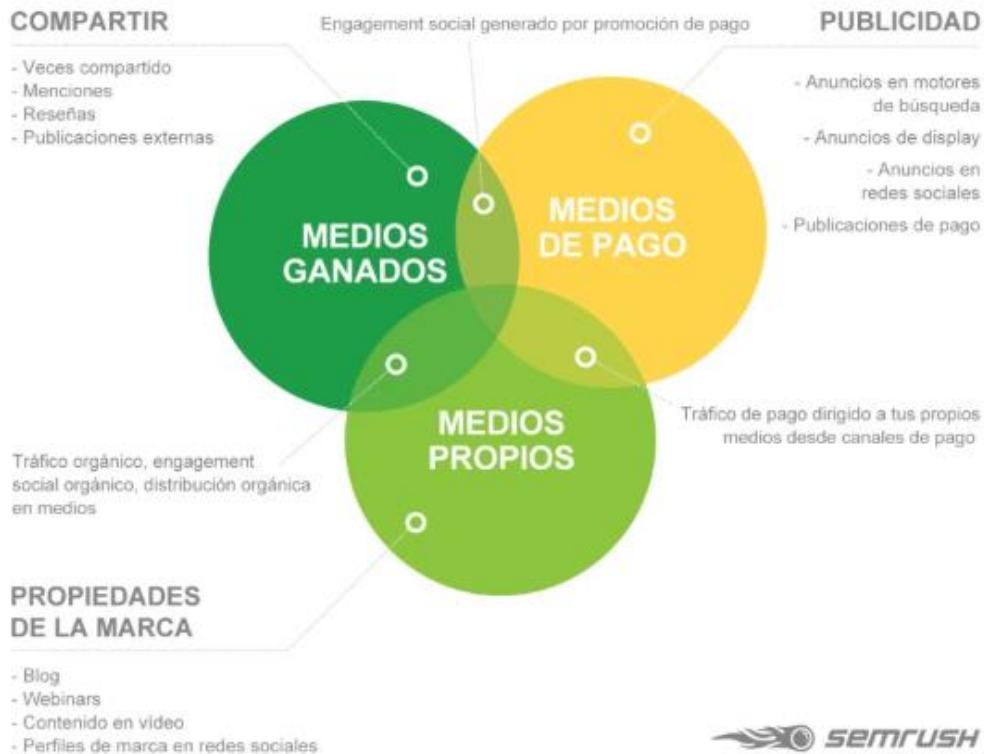 COMPARTIR
- Veces compartido
- Menciones
- Reseñas
- Publicaciones externas
Engagement social generado por promoción de pago
PUBLICIDAD
- Anuncios en motores
de búsqueda
- Anuncios de display
- Anuncios en
redes sociales
- Publicaciones de pago
MEDIOS
GANADOS
MEDIOS
DE PAGO
MEDIOS
PROPIOS
Tráfico de pago dirigido a tus propios
medios desde canales de pago
Tráfico orgánico, engagement
social orgánico, distribución orgánica
en medios
PROPIEDADES
DE LA MARCA
- Blog
- Webinars
- Contenido en vídeo
- Perfiles de marca en redes sociales
SEMRUSH